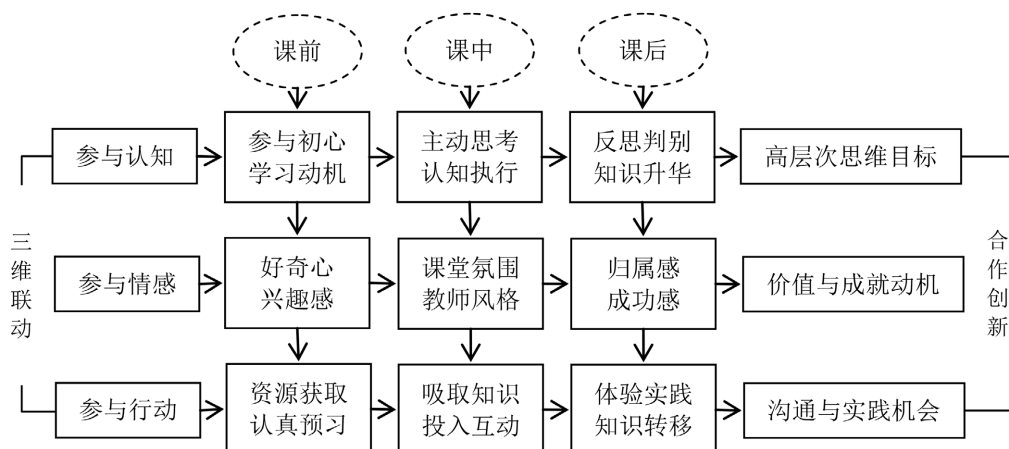 课前
课中
课后
参与认知
参与初心
学习动机
主动思考
认知执行
反思判别
知识升华
高层次思维目标
三维联动
参与情感
好奇心
兴趣感
课堂氛围
教师风格
归属感
成功感
价值与成就动机
合作创新
参与行动
资源获取
认真预习
吸取知识
投入互动
体验实践
知识转移
沟通与实践机会